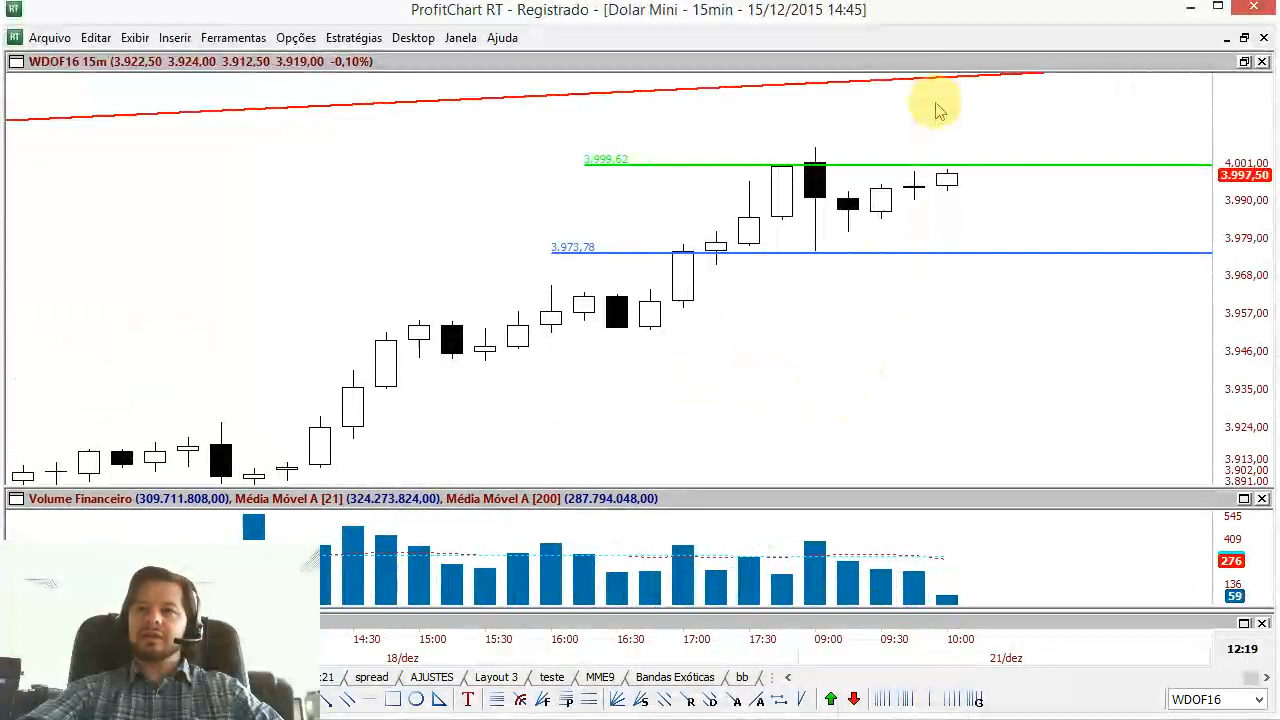 ProfitChart RT - Registrado - [Dolar Mini - 15min - 15/12/2015 14:45]
RT Arquivo Editar Exibir Inserir Ferramentas Opções Estratégias Desktop Janela Ajuda
WDOF16 15m (3.922,50 3.924,00 3.912,50 3.919,00 -0,10%)
3.999,62
4.001,00
3.997,50
3.990,00
3.973,78
3.979,00
3.968,00
3.957,00
3.946,00
3.935,00
3.924,00
3.913,00
3.902,00
3.891,00
Volume Financeiro (309.711.808,00), Média Móvel A [21] (324.273.824,00), Média Móvel A [200] (287.794.048,00)
545
409
276
136
59
14:30 15:00 15:30 16:00 16:30 17:00 17:30 09:00 09:30 10:00
18/dez 21/dez
12:19
21 spread AJUSTES Layout 3 teste MME9 Bandas Exóticas bb
WDOF16